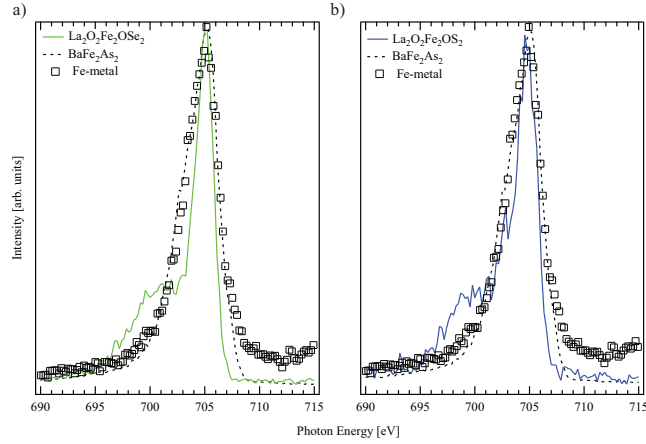 a)
La₂O₂Fe₂OSe₂
BaFe₂As₂
Fe-metal
b)
La₂O₂Fe₂OS₂
BaFe₂As₂
Fe-metal
Intensity [arb. units]
690 695 700 705 710 715
690 695 700 705 710 715
Photon Energy [eV]